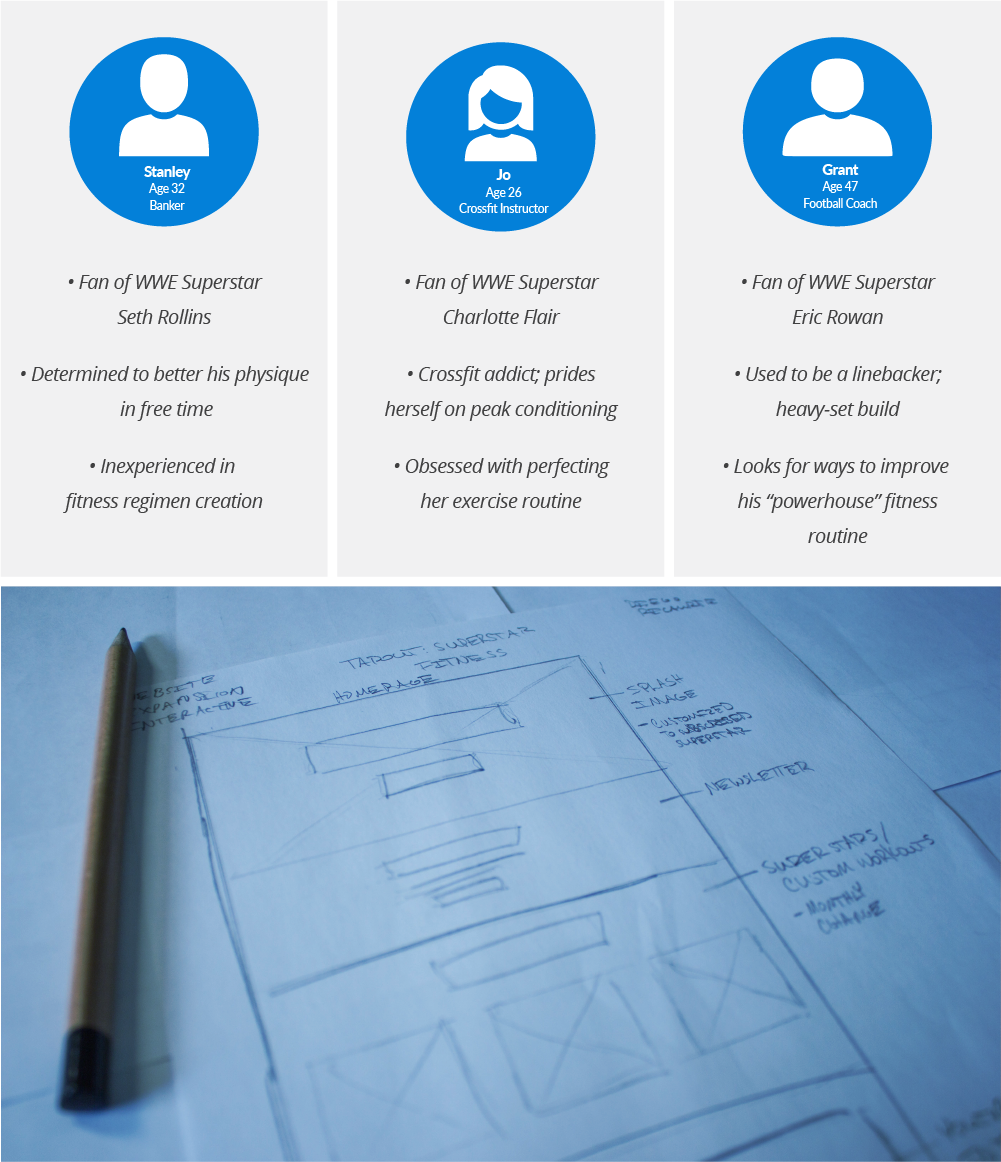 Stanley
Age 32
Banker
• Fan of WWE Superstar
Seth Rollins
• Determined to better his physique
in free time
• Inexperienced in
fitness regimen creation
Jo
Age 26
Crossfit Instructor
• Fan of WWE Superstar
Charlotte Flair
• Crossfit addict; prides
herself on peak conditioning
• Obsessed with perfecting
her exercise routine
Grant
Age 47
Football Coach
• Fan of WWE Superstar
Eric Rowan
• Used to be a linebacker;
heavy-set build
• Looks for ways to improve
his “powerhouse” fitness
routine
TAPOUT: SUPERSTAR
FITNESS
HOMEPAGE
EBSITE
EXPANSION
INTERACTIVE
SPLASH
IMAGE
- CUSTOMIZED
TO SUBSCRIBED
SUPERSTAR
NEWSLETTER
SUPERSTARS/
CUSTOM WORKOUTS
- MONTHLY
CHANGE